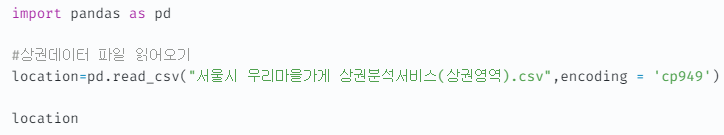 import pandas as pd
#상권데이터 파일 읽어오기
location=pd.read_csv("서울시 우리마을가게 상권분석서비스(상권영역).csv",encoding = 'cp949')
location